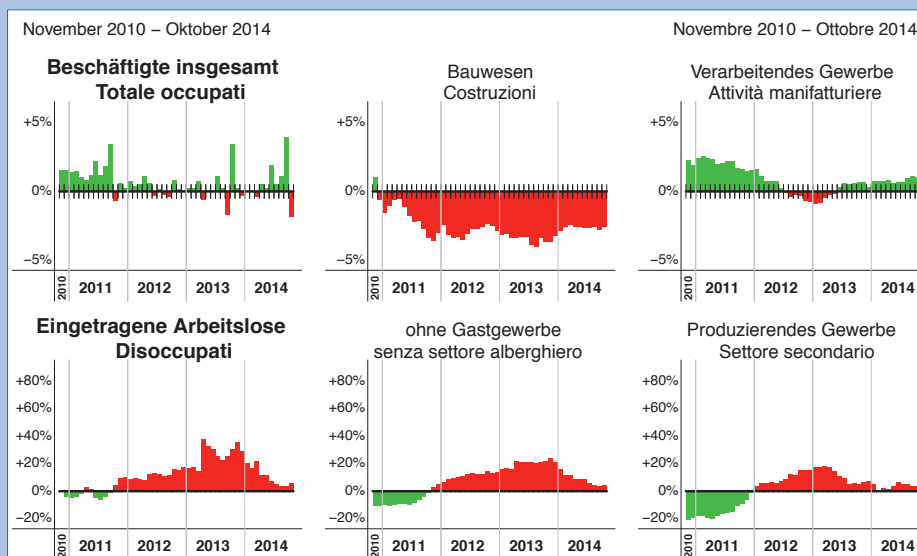 November 2010 – Oktober 2014
Novembre 2010 – Ottobre 2014
Beschäftigte insgesamt
Totale occupati
+5%
0%
–5%
2010 2011 2012 2013 2014
Bauwesen
Costruzioni
+5%
0%
–5%
2010 2011 2012 2013 2014
Verarbeitendes Gewerbe
Attività manifatturiere
+5%
0%
–5%
2010 2011 2012 2013 2014
Eingetragene Arbeitslose
Disoccupati
+80%
+60%
+40%
+20%
0%
–20%
2010 2011 2012 2013 2014
ohne Gastgewerbe
senza settore alberghiero
+80%
+60%
+40%
+20%
0%
–20%
2010 2011 2012 2013 2014
Produzierendes Gewerbe
Settore secondario
+80%
+60%
+40%
+20%
0%
–20%
2010 2011 2012 2013 2014